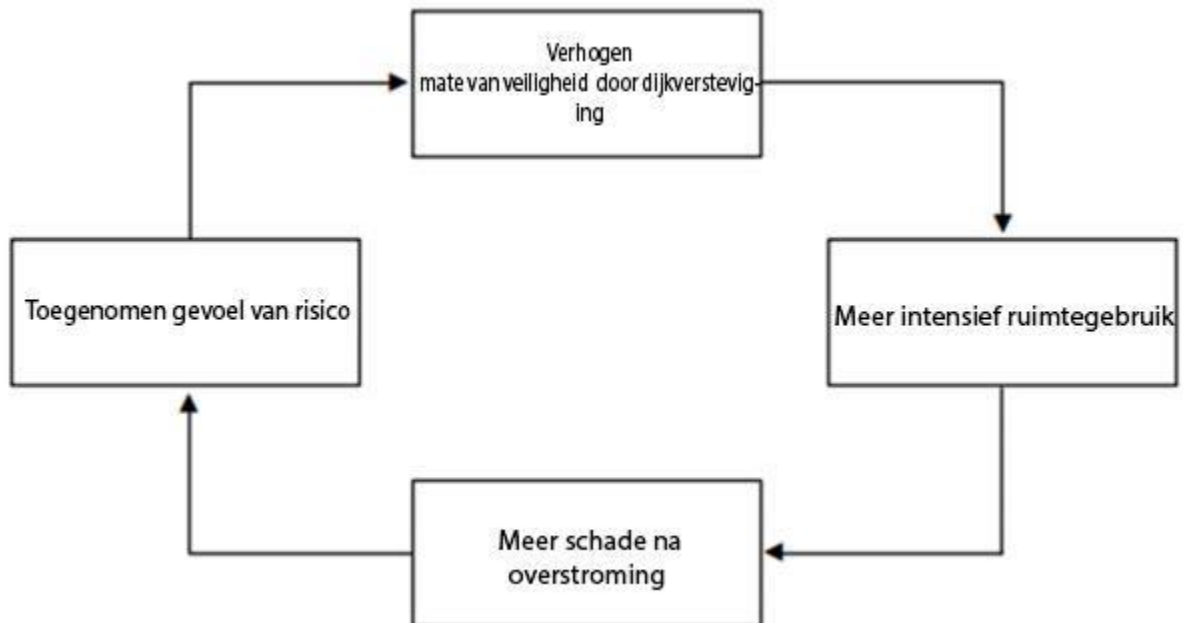 Verhogen
mate van veiligheid door dijkverstevig-
ing
Toegenomen gevoel van risico
Meer intensief ruimtegebruik
Meer schade na
overstroming